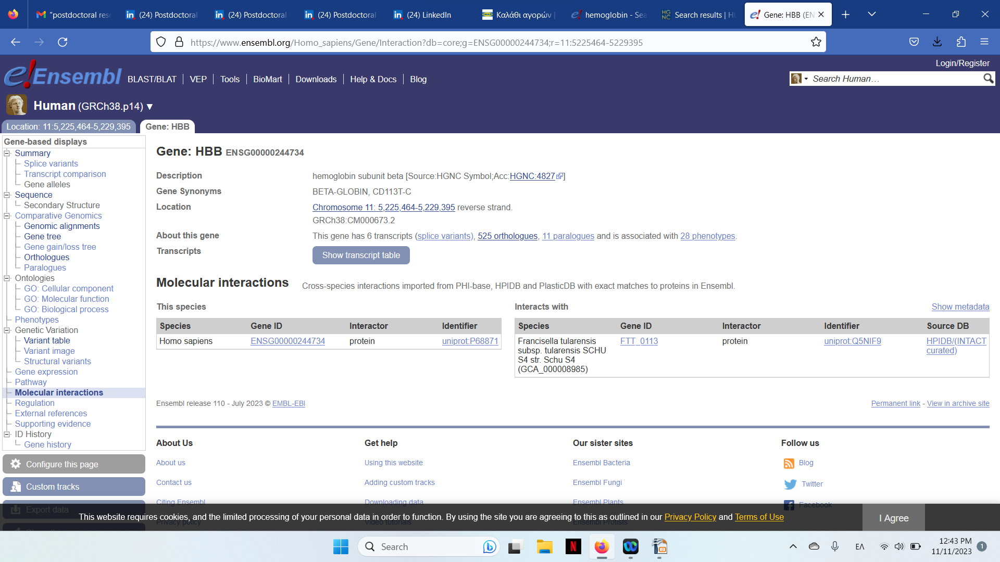 "postdoctoral res
(24) Postdoctoral
(24) Postdoctoral
(24) Postdoctoral
(24) LinkedIn
Καλάθι αγορών |
hemoglobin - Sea
Search results | H
Gene: HBB (EN
https://www.ensembl.org/Homo_sapiens/Gene/Interaction?db=core;g=ENSG00000244734;r=11:5225464-5229395
Login/Register
e!Ensembl BLAST/BLAT VEP Tools BioMart Downloads Help & Docs Blog
Search Human…
Human (GRCh38.p14) ▼
Location: 11:5,225,464-5,229,395
Gene: HBB
Gene-based displays
Summary
Splice variants
Transcript comparison
Gene alleles
Sequence
Secondary Structure
Comparative Genomics
Genomic alignments
Gene tree
Gene gain/loss tree
Orthologues
Paralogues
Ontologies
GO: Cellular component
GO: Molecular function
GO: Biological process
Phenotypes
Genetic Variation
Variant table
Variant image
Structural variants
Gene expression
Pathway
Molecular interactions
Regulation
External references
Supporting evidence
ID History
Gene history
Configure this page
Custom tracks
Export data
Gene: HBB ENSG00000244734
Description hemoglobin subunit beta [Source:HGNC Symbol;Acc:HGNC:4827]
Gene Synonyms BETA-GLOBIN, CD113T-C
Location Chromosome 11: 5,225,464-5,229,395 reverse strand.
GRCh38:CM000673.2
About this gene This gene has 6 transcripts (splice variants), 525 orthologues, 11 paralogues and is associated with 28 phenotypes.
Transcripts Show transcript table
Molecular interactions Cross-species interactions imported from PHI-base, HPIDB and PlasticDB with exact matches to proteins in Ensembl.
This species
Species Gene ID Interactor Identifier
Homo sapiens ENSG00000244734 protein uniprot:P68871
Interacts with Show metadata
Species Gene ID Interactor Identifier Source DB
Francisella tularensis FTT_0113 protein uniprot:Q5NIF9 HPIDB/(INTACT
subsp. tularensis SCHU curated)
S4 str. Schu S4
(GCA_000008985)
Ensembl release 110 - July 2023 © EMBL-EBI
Permanent link - View in archive site
About Us
About us
Contact us
Citing Ensembl
Privacy policy
Get help
Using this website
Adding custom tracks
Downloading data
Video tutorials
Our sister sites
Ensembl Bacteria
Ensembl Fungi
Ensembl Plants
Ensembl Protists
Follow us
Blog
Twitter
Facebook
This website requires cookies, and the limited processing of your personal data in order to function. By using the site you are agreeing to this as outlined in our Privacy Policy and Terms of Use
I Agree
Search
ΕΛ
12:43 PM
11/11/2023
1